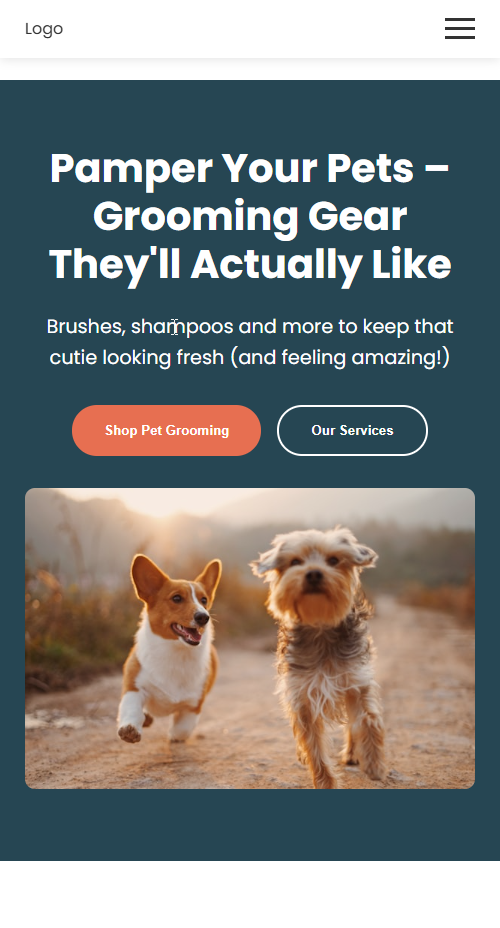 Logo
Pamper Your Pets –
Grooming Gear
They'll Actually Like
Brushes, shampoos and more to keep that
cutie looking fresh (and feeling amazing!)
Shop Pet Grooming
Our Services